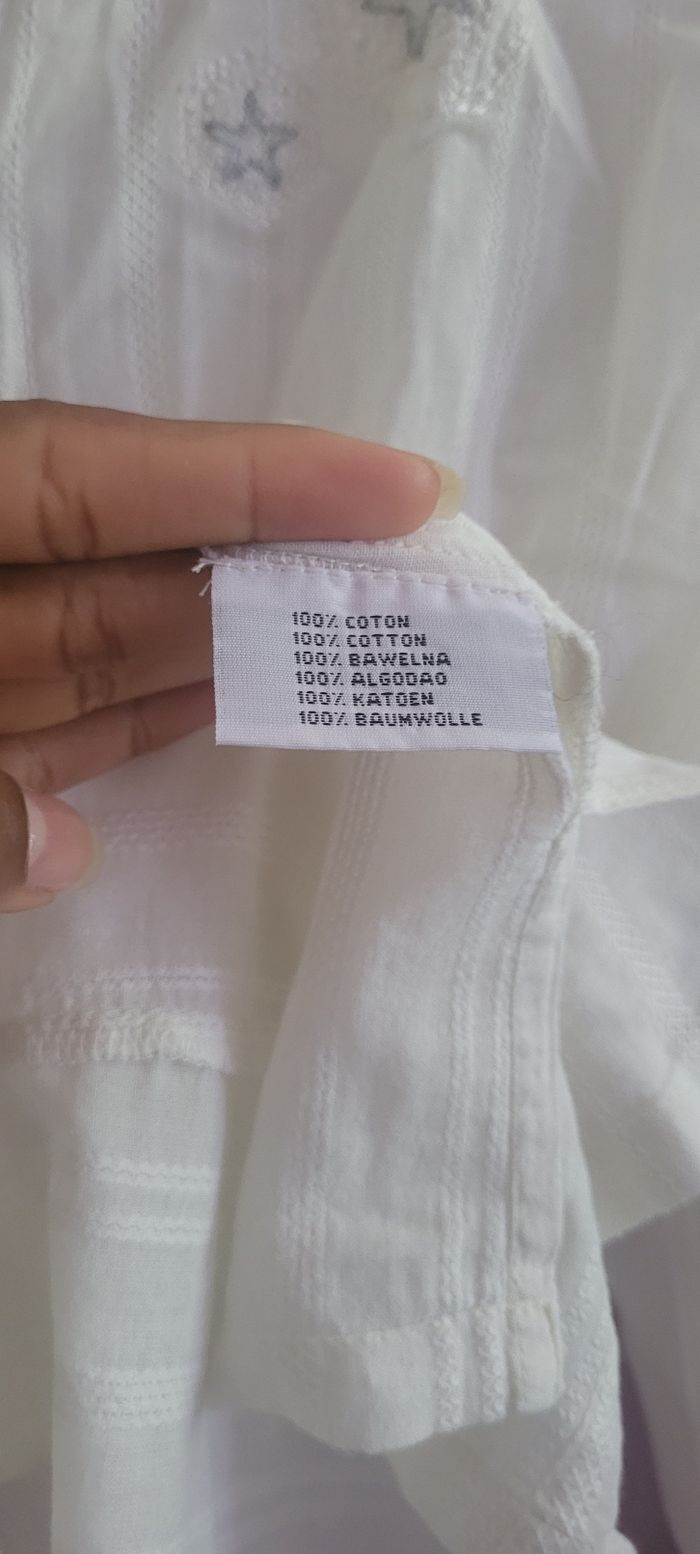 100% COTON
100% COTTON
100% BAWELNA
100% ALGODAO
100% KATOEN
100% BAUMWOLLE